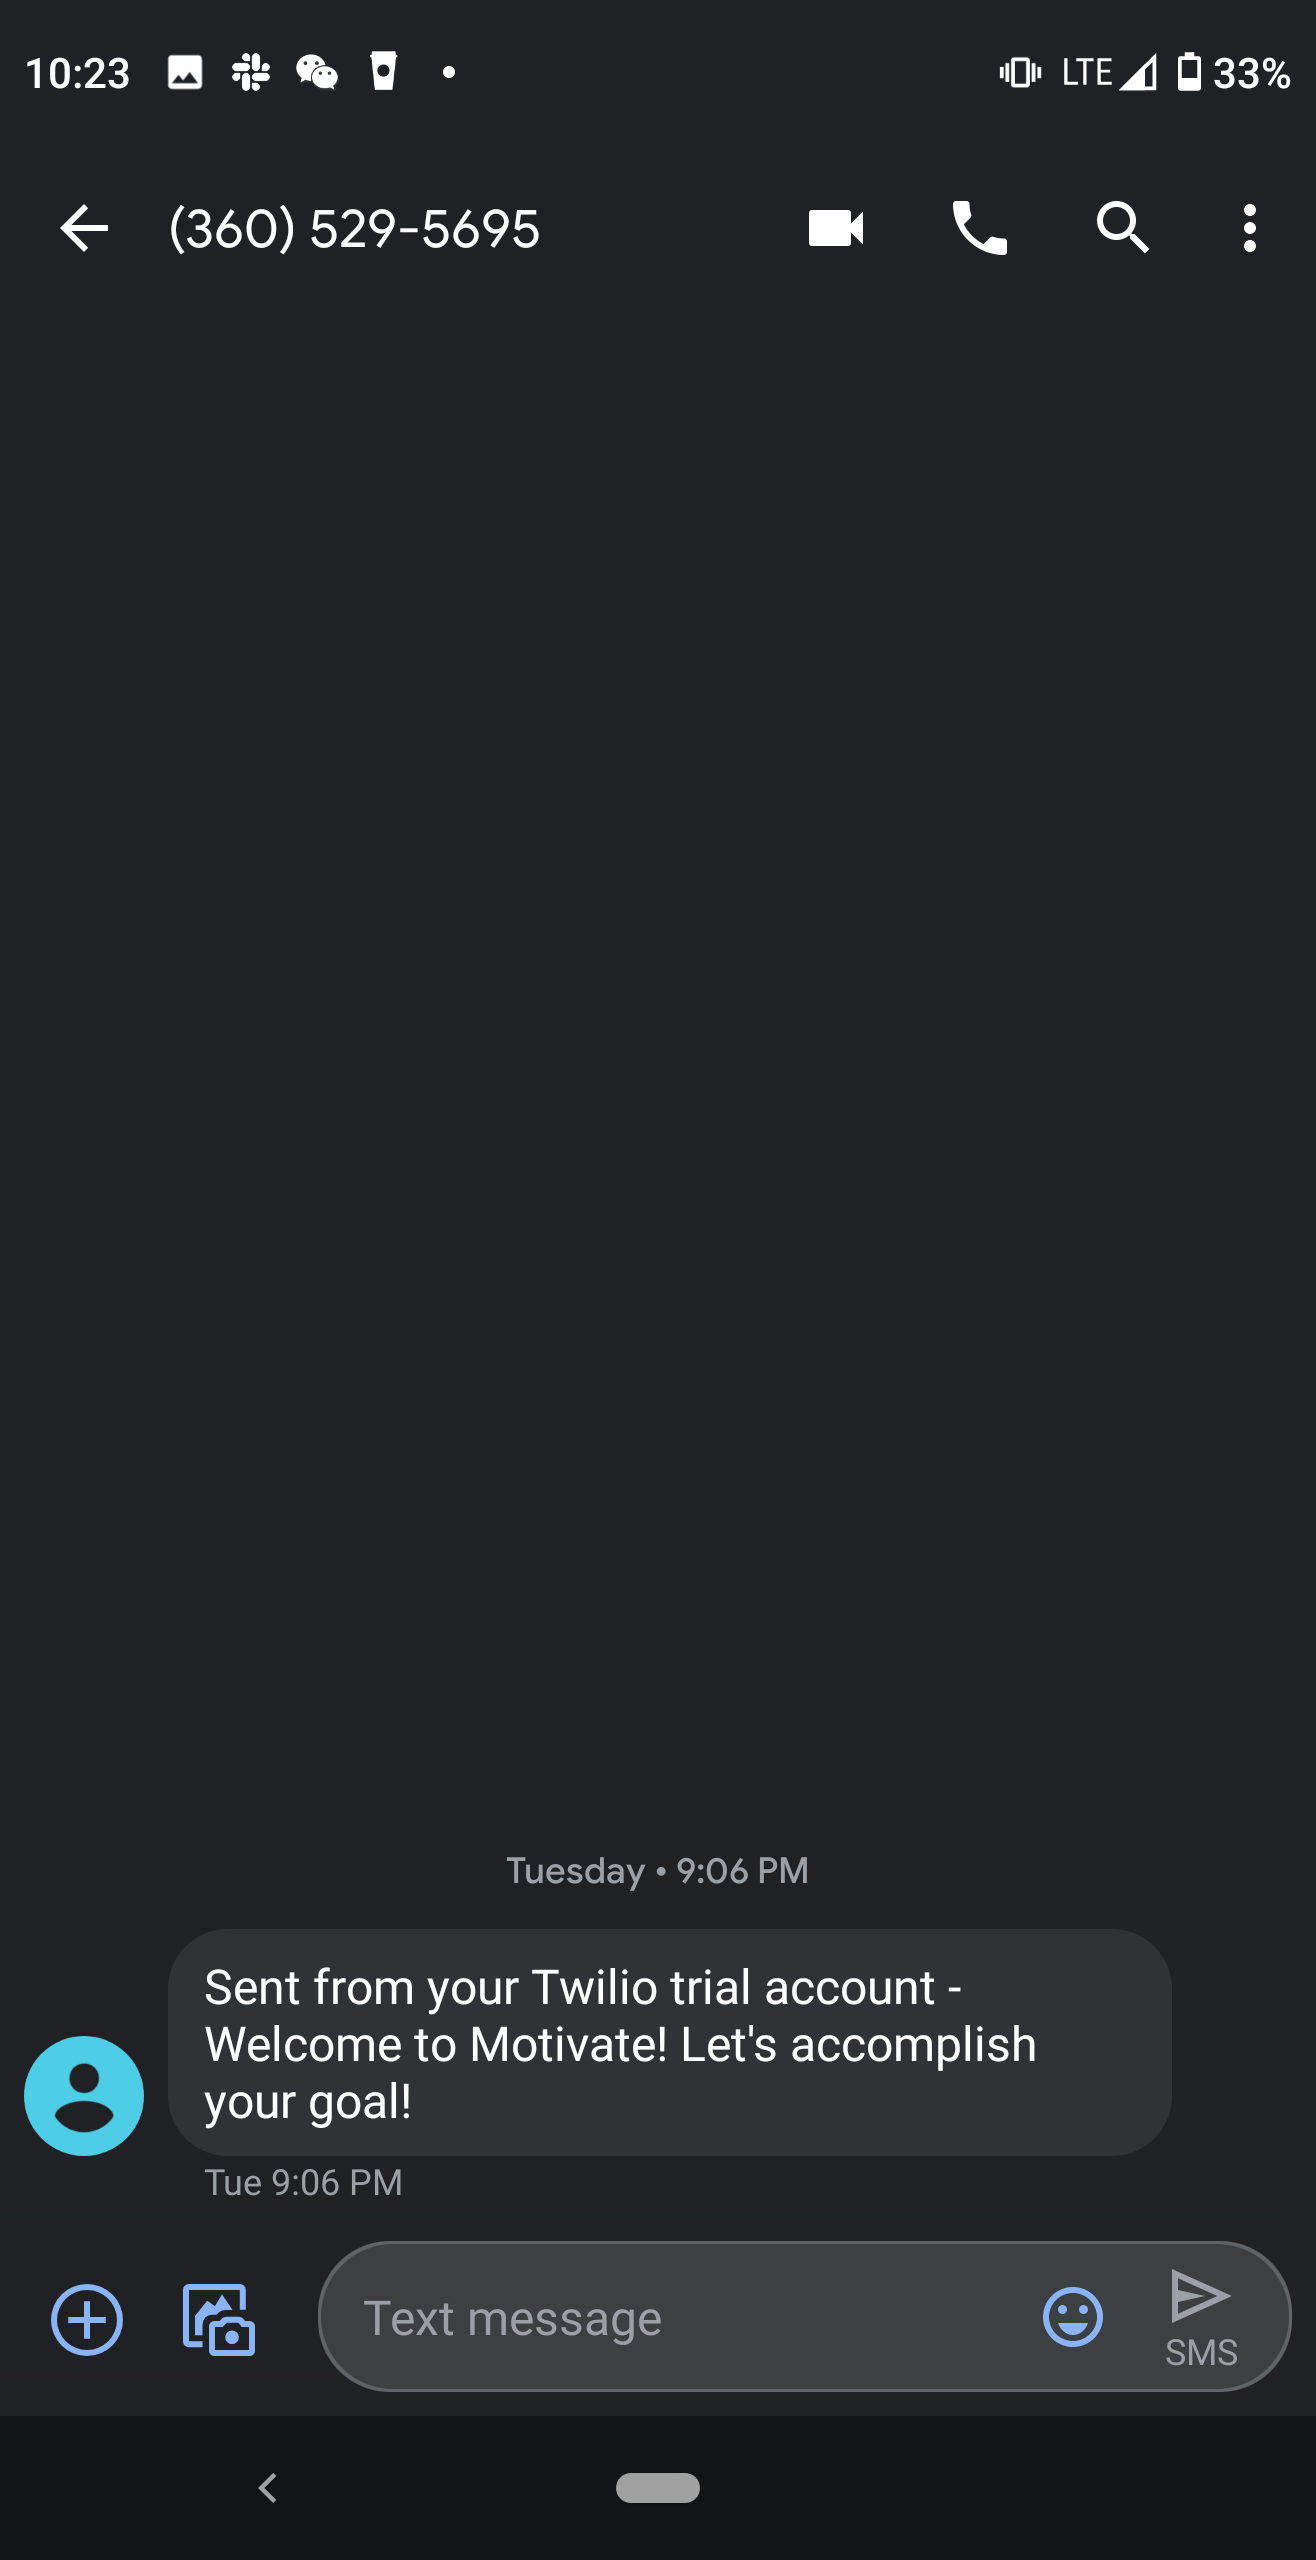 10:23 LTE 33%
(360) 529-5695
Tuesday • 9:06 PM
Sent from your Twilio trial account -
Welcome to Motivate! Let's accomplish
your goal!
Tue 9:06 PM
Text message
SMS